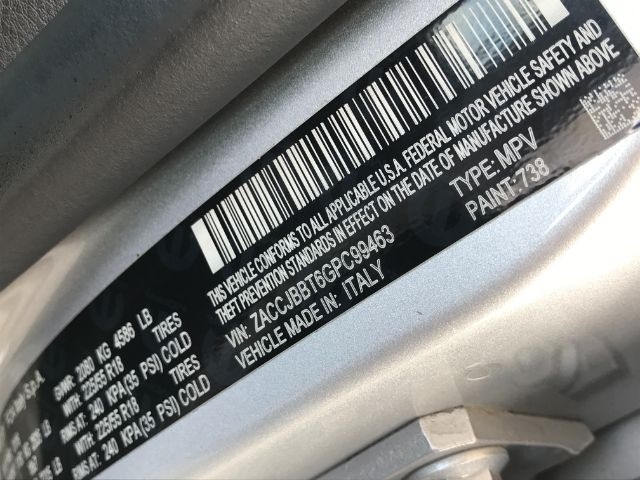 THIS VEHICLE CONFORMS TO ALL APPLICABLE U.S.A. FEDERAL MOTOR VEHICLE SAFETY AND
THEFT PREVENTION STANDARDS IN EFFECT ON THE DATE OF MANUFACTURE SHOWN ABOVE
VIN: ZACCJBBT6GPC99463 TYPE: MPV
VEHICLE MADE IN: ITALY PAINT: 738
Italy S.p.A.
GVWR: 2080 KG 4586 LB
WITH: 225/55 R18 TIRES
RIMS AT: 240 KPA(35 PSI) COLD
WITH: 225/55 R18 TIRES
RIMS AT: 240 KPA(35 PSI) COLD
LB
LB